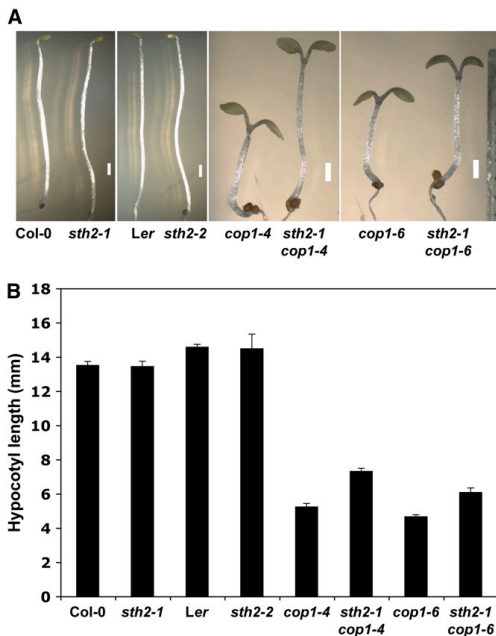 A
Col-0 sth2-1 Ler sth2-2 cop1-4 sth2-1 cop1-6 sth2-1
cop1-4 cop1-6
B
Hypocotyl length (mm)
18
16
14
12
10
8
6
4
2
0
Col-0 sth2-1 Ler sth2-2 cop1-4 sth2-1 cop1-6 sth2-1
cop1-4 cop1-6